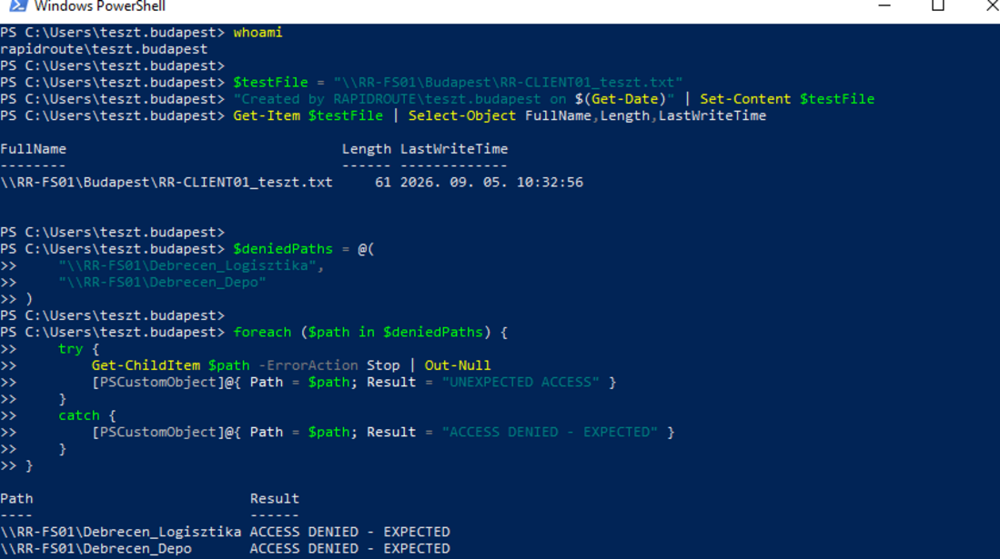 Windows PowerShell
PS C:\Users\teszt.budapest> whoami
rapidroute\teszt.budapest
PS C:\Users\teszt.budapest>
PS C:\Users\teszt.budapest> $testFile = "\\RR-FS01\Budapest\RR-CLIENT01_teszt.txt"
PS C:\Users\teszt.budapest> "Created by RAPIDROUTE\teszt.budapest on $(Get-Date)" | Set-Content $testFile
PS C:\Users\teszt.budapest> Get-Item $testFile | Select-Object FullName,Length,LastWriteTime
FullName                                 Length LastWriteTime
--------                                 ------ -------------
\\RR-FS01\Budapest\RR-CLIENT01_teszt.txt     61 2026. 09. 05. 10:32:56
PS C:\Users\teszt.budapest>
PS C:\Users\teszt.budapest> $deniedPaths = @(
>>     "\\RR-FS01\Debrecen_Logisztika",
>>     "\\RR-FS01\Debrecen_Depo"
>> )
PS C:\Users\teszt.budapest>
PS C:\Users\teszt.budapest> foreach ($path in $deniedPaths) {
>>     try {
>>         Get-ChildItem $path -ErrorAction Stop | Out-Null
>>         [PSCustomObject]@{ Path = $path; Result = "UNEXPECTED ACCESS" }
>>     }
>>     catch {
>>         [PSCustomObject]@{ Path = $path; Result = "ACCESS DENIED - EXPECTED" }
>>     }
>> }
Path                          Result
----                          ------
\\RR-FS01\Debrecen_Logisztika ACCESS DENIED - EXPECTED
\\RR-FS01\Debrecen_Depo       ACCESS DENIED - EXPECTED